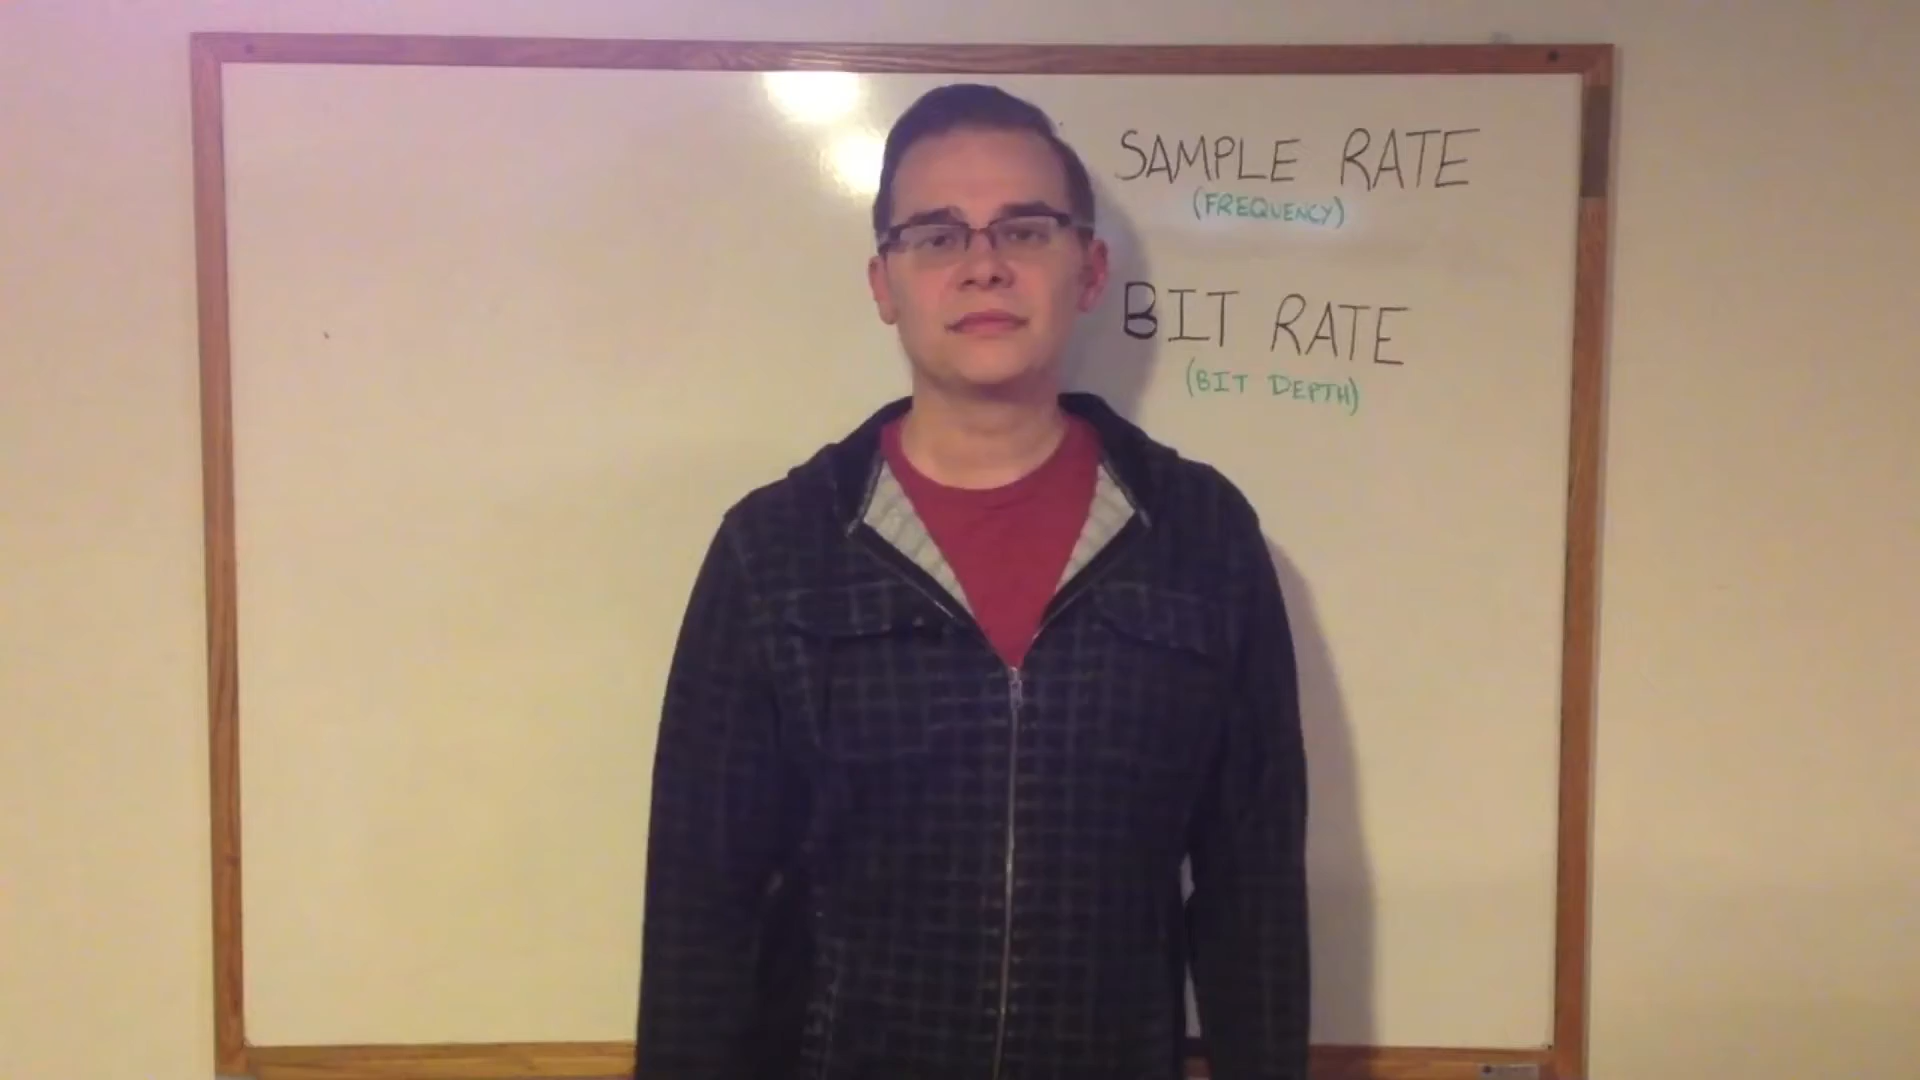 SAMPLE RATE
(FREQUENCY)
BIT RATE
(BIT DEPTH)